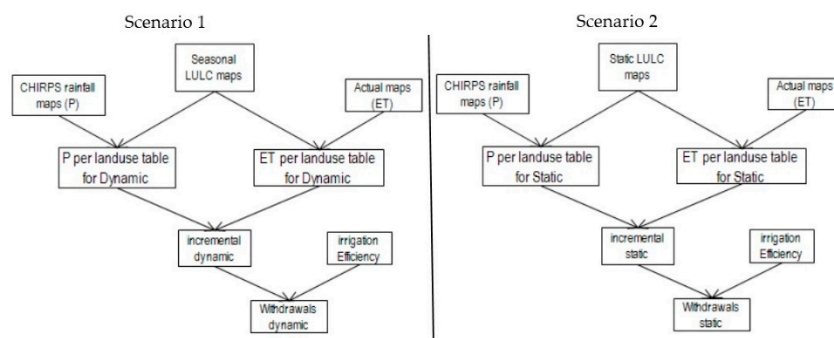 Scenario 1
Seasonal
LULC maps
CHIRPS rainfall
maps (P)
Actual maps
(ET)
P per landuse table
for Dynamic
ET per landuse table
for Dynamic
incremental
dynamic
irrigation
Efficiency
Withdrawals
dynamic
Scenario 2
Static LULC
maps
CHIRPS rainfall
maps (P)
Actual maps
(ET)
P per landuse table
for Static
ET per landuse table
for Static
incremental
static
irrigation
Efficiency
Withdrawals
static